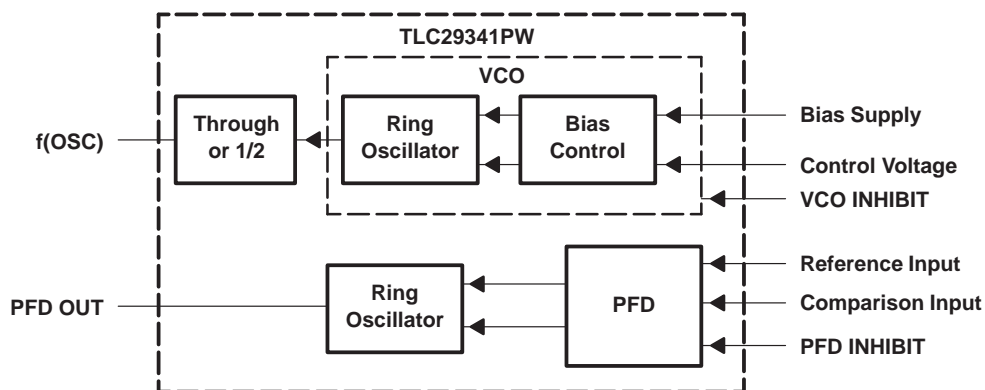 TLC29341PW
VCO
f(OSC)
Through
or 1/2
Ring
Oscillator
Bias
Control
Bias Supply
Control Voltage
VCO INHIBIT
PFD OUT
Ring
Oscillator
PFD
Reference Input
Comparison Input
PFD INHIBIT